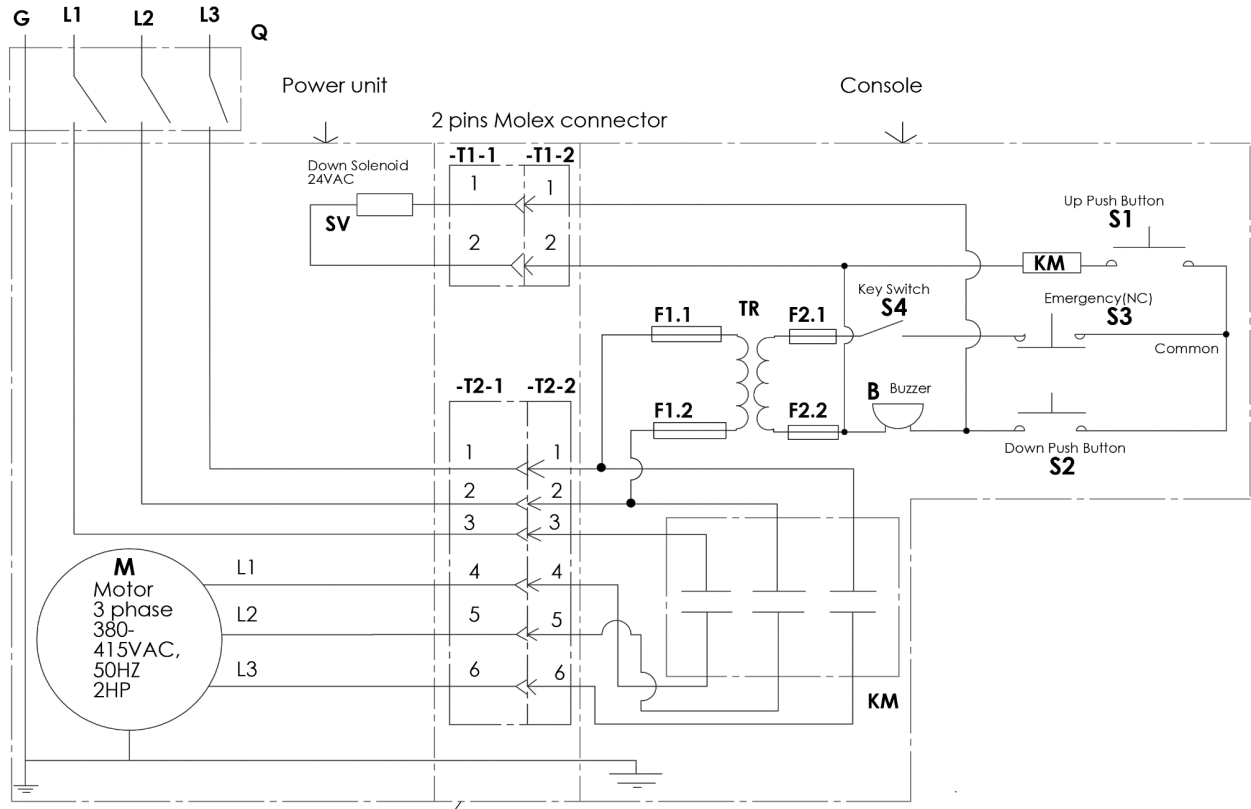 G
L1
L2
L3
Q
Power unit
Console
2 pins Molex connector
Down Solenoid
24VAC
-T1-1
-T1-2
1
1
SV
2
2
Up Push Button
S1
KM
Key Switch
S4
Emergency(NC)
S3
Common
F1.1
TR
F2.1
-T2-1
-T2-2
F1.2
F2.2
B
Buzzer
Down Push Button
S2
1
1
2
2
3
3
4
4
5
5
6
6
M
Motor
3 phase
380-
415VAC,
50HZ
2HP
L1
L2
L3
KM